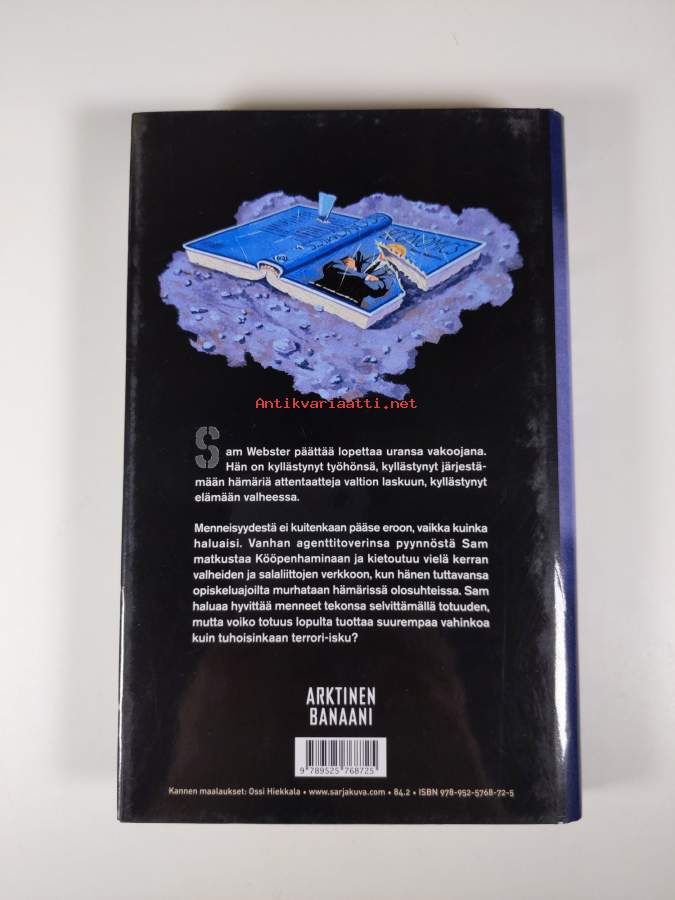 Antikvariaatti.net
Sam Webster päättää lopettaa uransa vakoojana.
Hän on kyllästynyt työhönsä, kyllästynyt järjestä-
mään hämäriä attentaatteja valtion laskuun, kyllästynyt
elämään valheessa.
Menneisyydestä ei kuitenkaan pääse eroon, vaikka kuinka
haluaisi. Vanhan agenttitoverinsa pyynnöstä Sam
matkustaa Kööpenhaminaan ja kietoutuu vielä kerran
valheiden ja salaliittojen verkkoon, kun hänen tuttavansa
opiskeluajoilta murhataan hämärissä olosuhteissa. Sam
haluaa hyvittää menneet tekonsa selvittämällä totuuden,
mutta voiko totuus lopulta tuottaa suurempaa vahinkoa
kuin tuhoisinkaan terrori-isku?
ARKTINEN
BANAANI
9 789525 768725
Kannen maalaukset: Ossi Hiekkala • www.sarjakuva.com • 84.2 • ISBN 978-952-5768-72-5